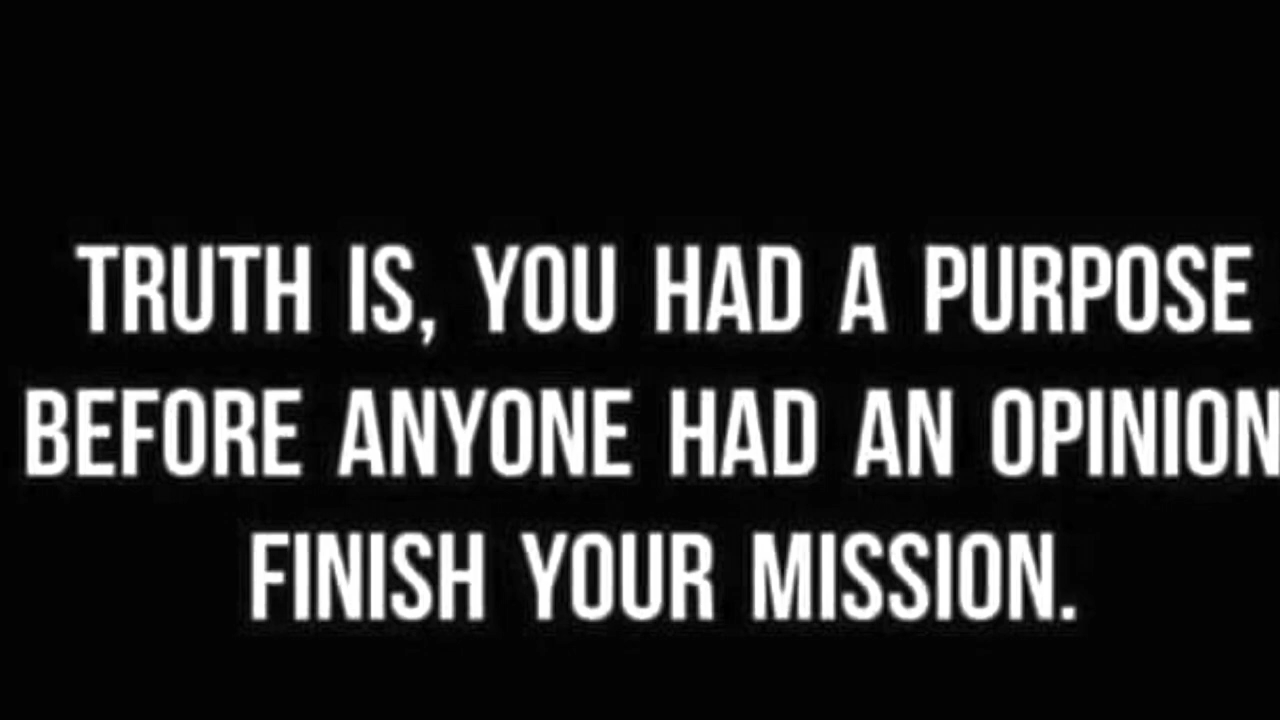 TRUTH IS, YOU HAD A PURPOSE
BEFORE ANYONE HAD AN OPINION
FINISH YOUR MISSION.